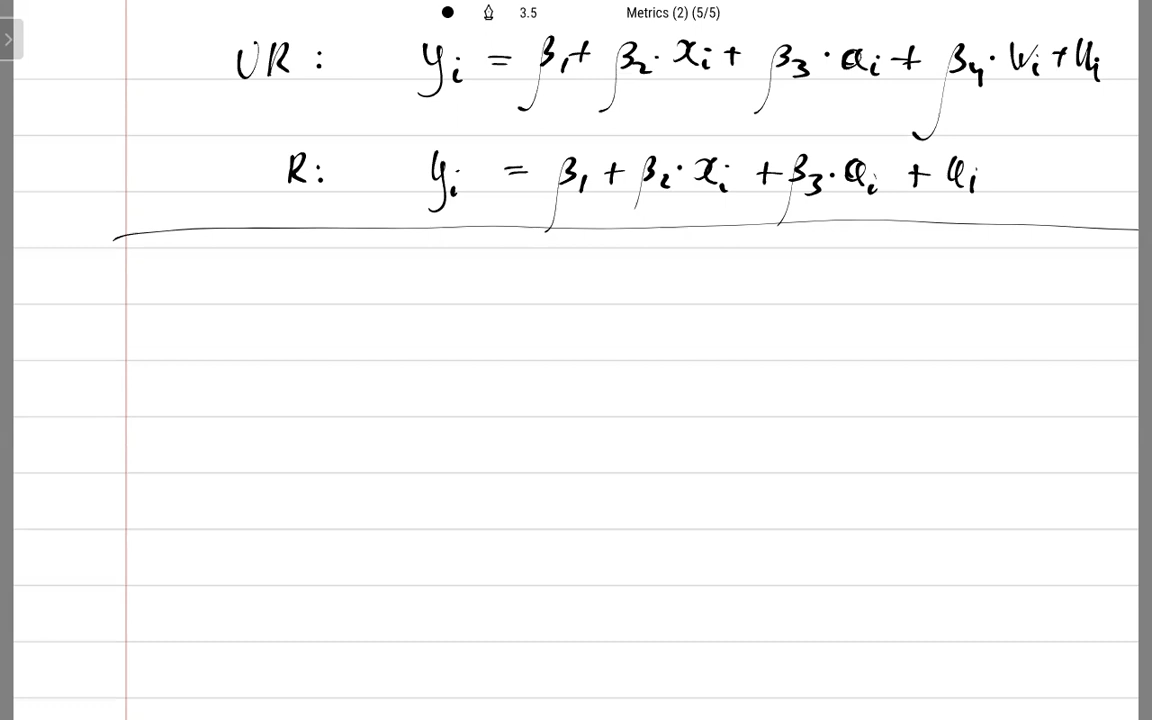 3.5 Metrics (2) (5/5)
UR: yᵢ = β₁ + β₂·xᵢ + β₃·aᵢ + β₄·wᵢ + uᵢ
R: yᵢ = β₁ + β₂·xᵢ + β₃·aᵢ + uᵢ